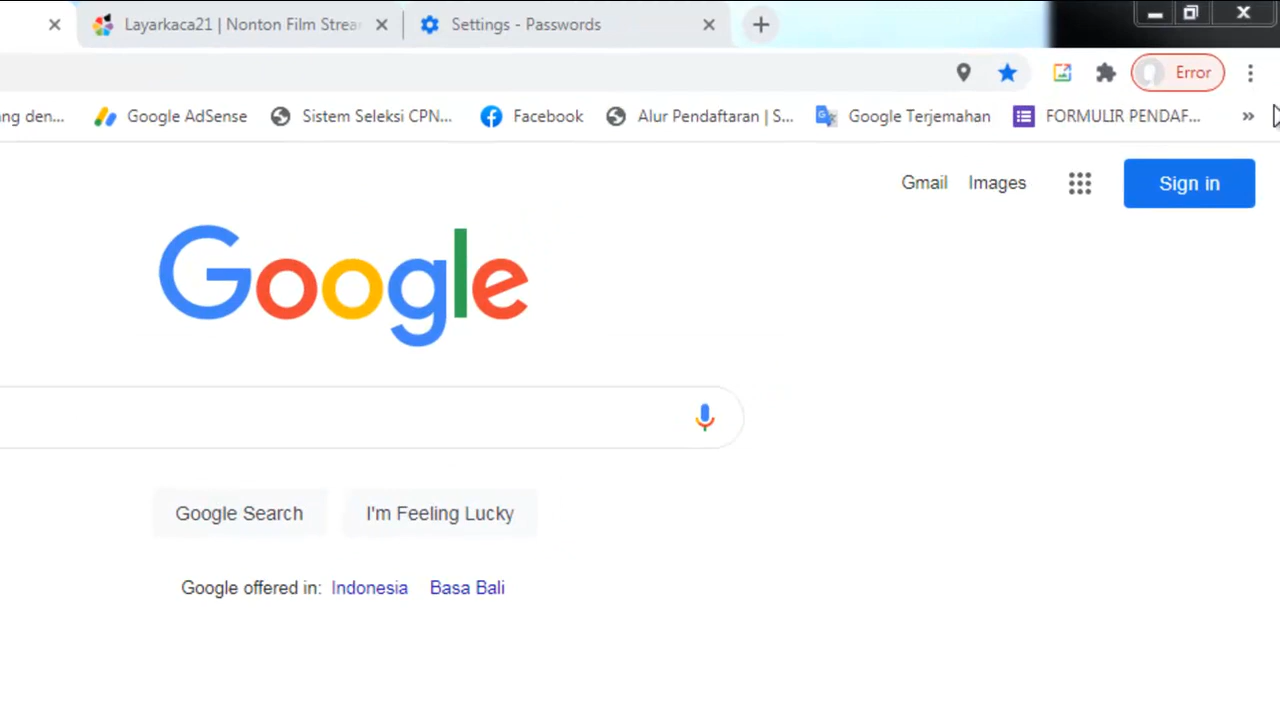 Layarkaca21 | Nonton Film Strea
Settings - Passwords
Error
ng den...
Google AdSense
Sistem Seleksi CPN...
Facebook
Alur Pendaftaran | S...
Google Terjemahan
FORMULIR PENDAF...
»
Gmail
Images
Sign in
Google
Google Search
I'm Feeling Lucky
Google offered in: Indonesia Basa Bali